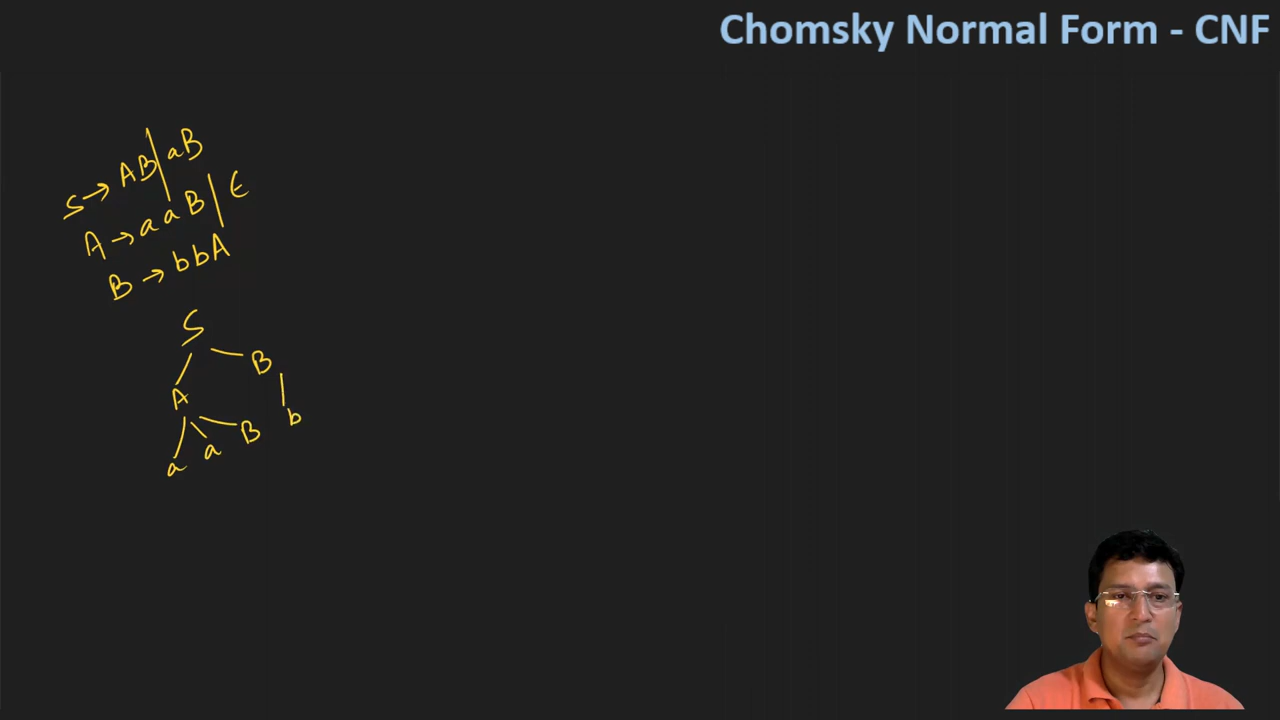 Chomsky Normal Form - CNF
S → AB | aB
A → aaB | ε
B → bbA
S
B
A
b
a a B